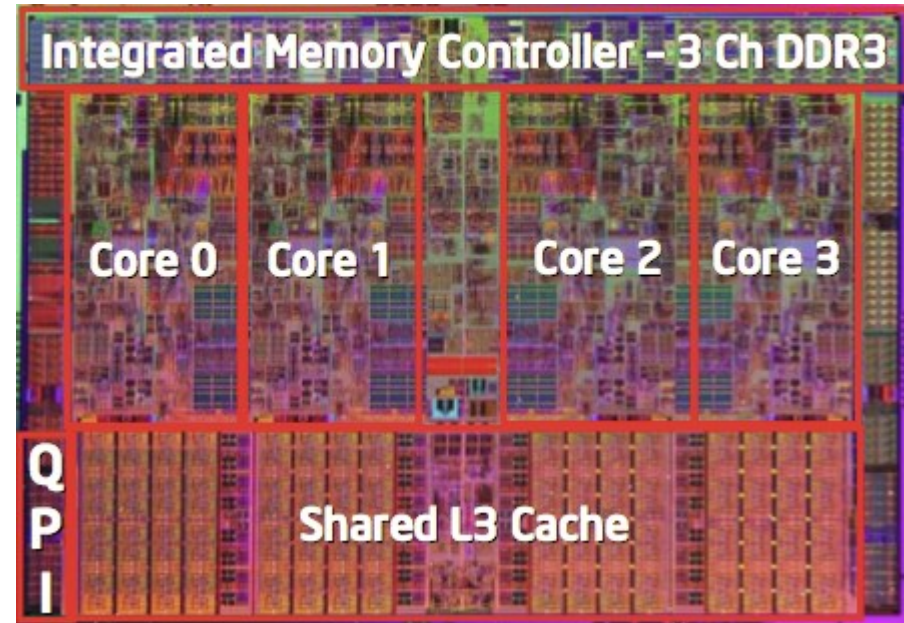 Integrated Memory Controller – 3 Ch DDR3
Core 0
Core 1
Core 2
Core 3
Q
P
I
Shared L3 Cache